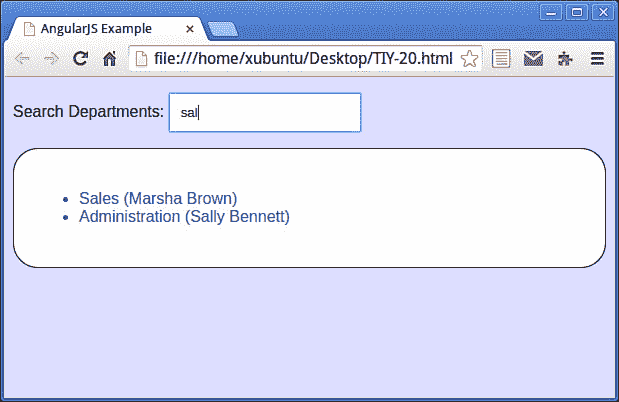 AngularJS Example
file:///home/xubuntu/Desktop/TIY-20.html
Search Departments: sal
Sales (Marsha Brown)
Administration (Sally Bennett)